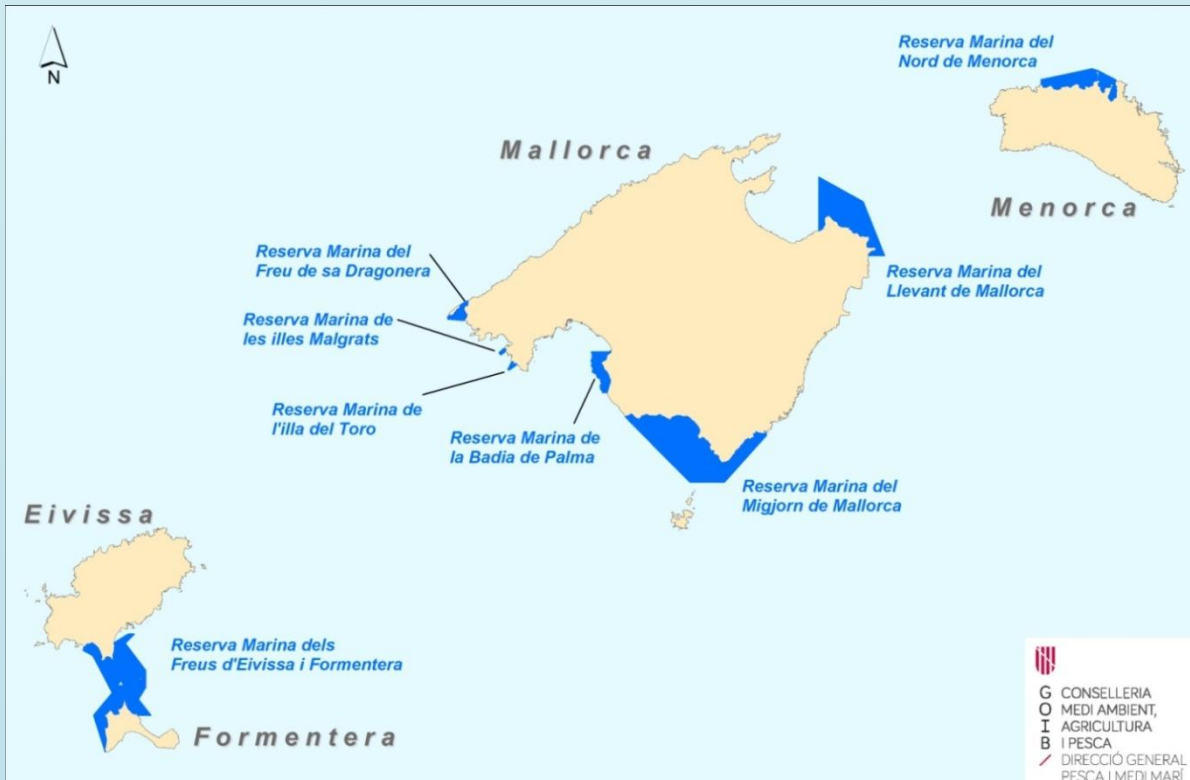 N
Reserva Marina del
Nord de Menorca
Mallorca
Menorca
Reserva Marina del
Freu de sa Dragonera
Reserva Marina del
Llevant de Mallorca
Reserva Marina de
les illes Malgrats
Reserva Marina de
l'illa del Toro
Reserva Marina de
la Badia de Palma
Reserva Marina del
Migjorn de Mallorca
Eivissa
Reserva Marina dels
Freus d'Eivissa i Formentera
Formentera
G CONSELLERIA
O MEDI AMBIENT,
I AGRICULTURA
B I PESCA
/ DIRECCIÓ GENERAL
PESCA I MEDI MARÍ